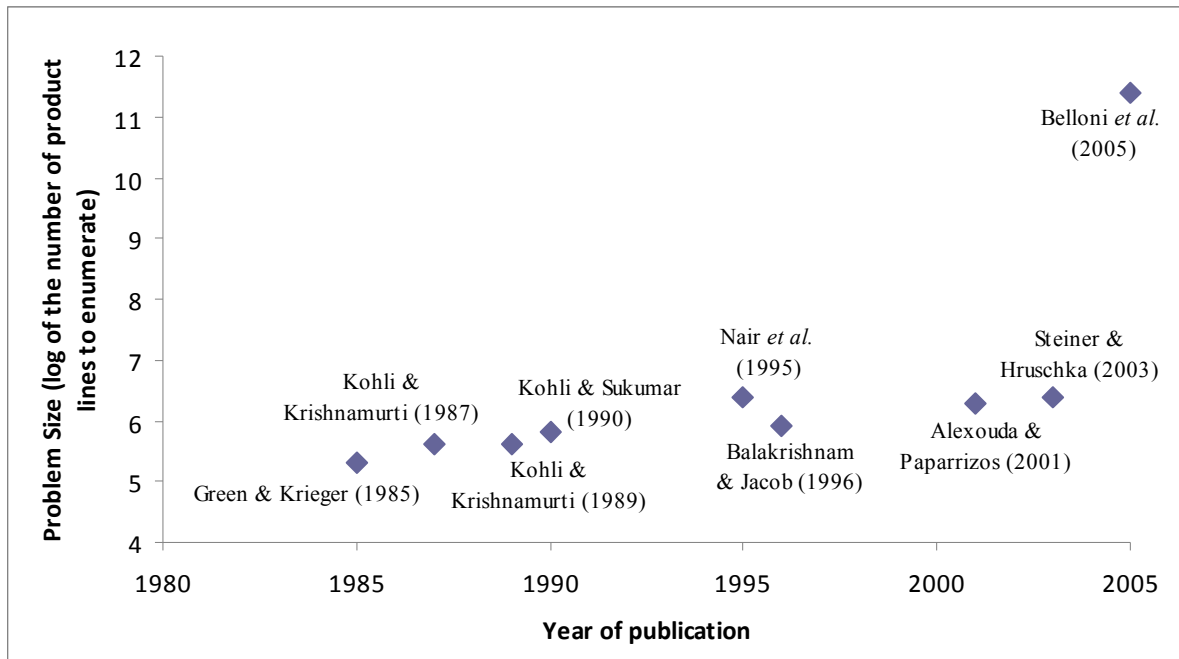 Problem Size (log of the number of product
lines to enumerate)
12
11
10
9
8
7
6
5
4
Belloni et al.
(2005)
Steiner &
Hruschka (2003)
Nair et al.
(1995)
Kohli &
Krishnamurti (1987)
Kohli & Sukumar
(1990)
Balakrishnam
& Jacob (1996)
Alexouda &
Paparrizos (2001)
Green & Krieger (1985)
Kohli &
Krishnamurti (1989)
1980
1985
1990
1995
2000
2005
Year of publication